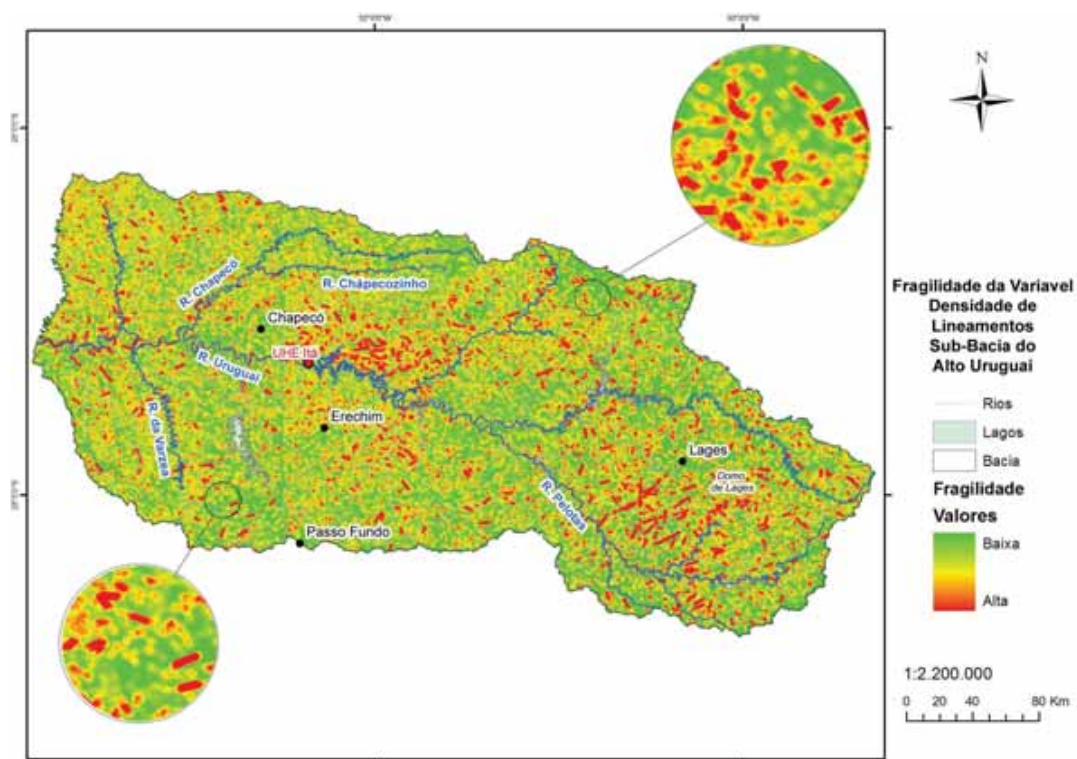 N
R. Chapecó
R. Chápecozinho
Chapecó
UHE Itá
R. Uruguai
Erechim
R. da Varzea
Lages
Domo
de Lages
R. Pelotas
Passo Fundo
Fragilidade da Variavel
Densidade de
Lineamentos
Sub-Bacia do
Alto Uruguai
Rios
Lagos
Bacia
Fragilidade
Valores
Baixa
Alta
1:2.200.000
0 20 40 80 Km